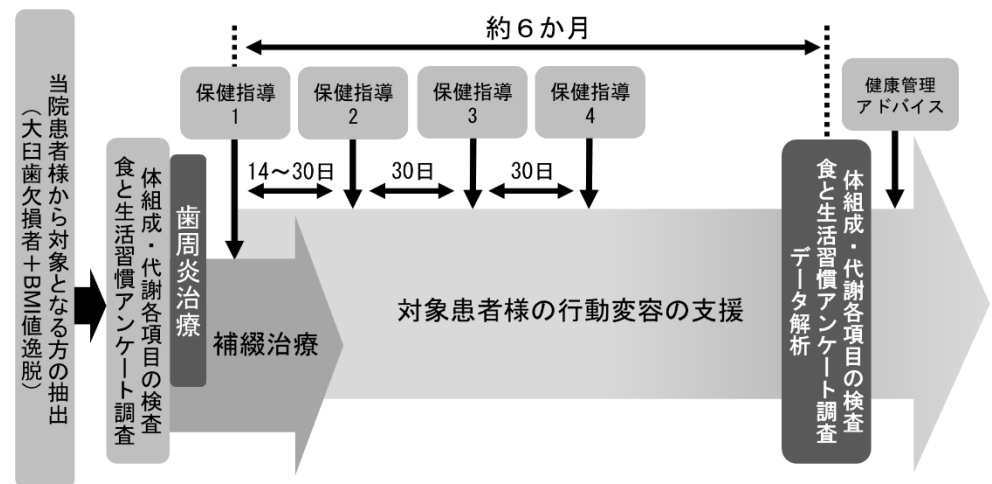 当院患者様から対象となる方の抽出
(大臼歯欠損者+BMI値逸脱)
体組成・代謝各項目の検査
食と生活習慣アンケート調査
歯周炎治療
約6か月
保健指導
1
保健指導
2
保健指導
3
保健指導
4
14~30日
30日
30日
補綴治療
対象患者様の行動変容の支援
体組成・代謝各項目の検査
食と生活習慣アンケート調査
データ解析
健康管理
アドバイス